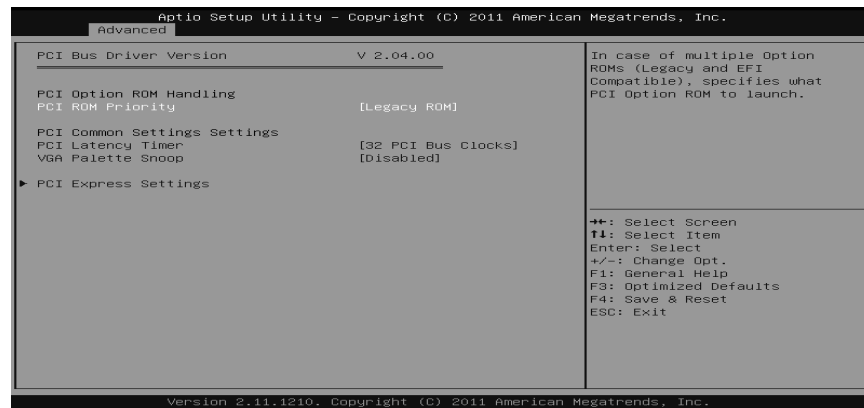 Aptio Setup Utility – Copyright (C) 2011 American Megatrends, Inc.
Advanced
PCI Bus Driver Version V 2.04.00
PCI Option ROM Handling
PCI ROM Priority [Legacy ROM]
PCI Common Settings Settings
PCI Latency Timer [32 PCI Bus Clocks]
VGA Palette Snoop [Disabled]
▶ PCI Express Settings
In case of multiple Option
ROMs (Legacy and EFI
Compatible), specifies what
PCI Option ROM to launch.
→←: Select Screen
↑↓: Select Item
Enter: Select
+/-: Change Opt.
F1: General Help
F3: Optimized Defaults
F4: Save & Reset
ESC: Exit
Version 2.11.1210. Copyright (C) 2011 American Megatrends, Inc.